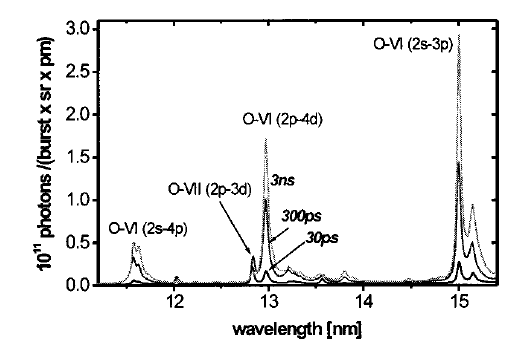 3.0
2.5
2.0
1.5
1.0
0.5
0.0
10¹¹ photons /(burst x sr x pm)
O-VI (2s-3p)
O-VI (2p-4d)
3ns
O-VII (2p-3d)
300ps
O-VI (2s-4p)
30ps
12 13 14 15
wavelength [nm]